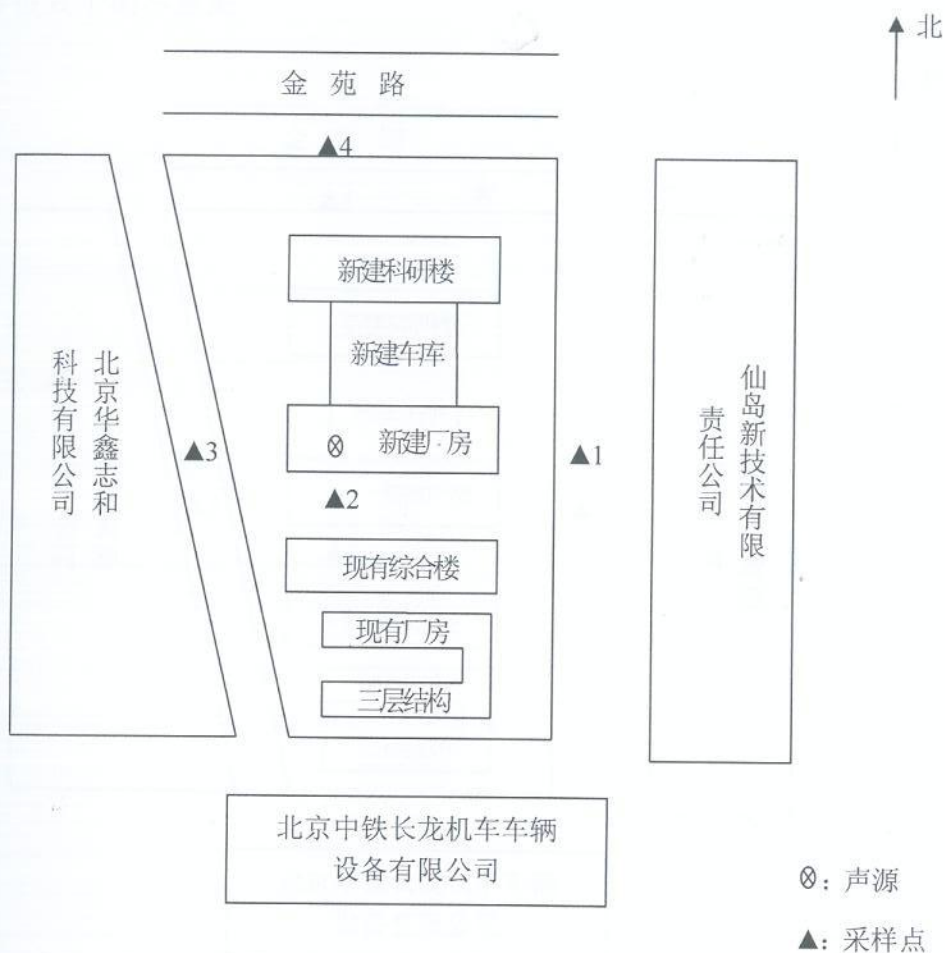 北
金 苑 路
▲4
新建科研楼
新建车库
北京华鑫志和
科技有限公司
仙岛新技术有限
责任公司
▲3
新建厂房
▲1
▲2
现有综合楼
现有厂房
三层结构
北京中铁长龙机车车辆
设备有限公司
⊗：声源
▲：采样点